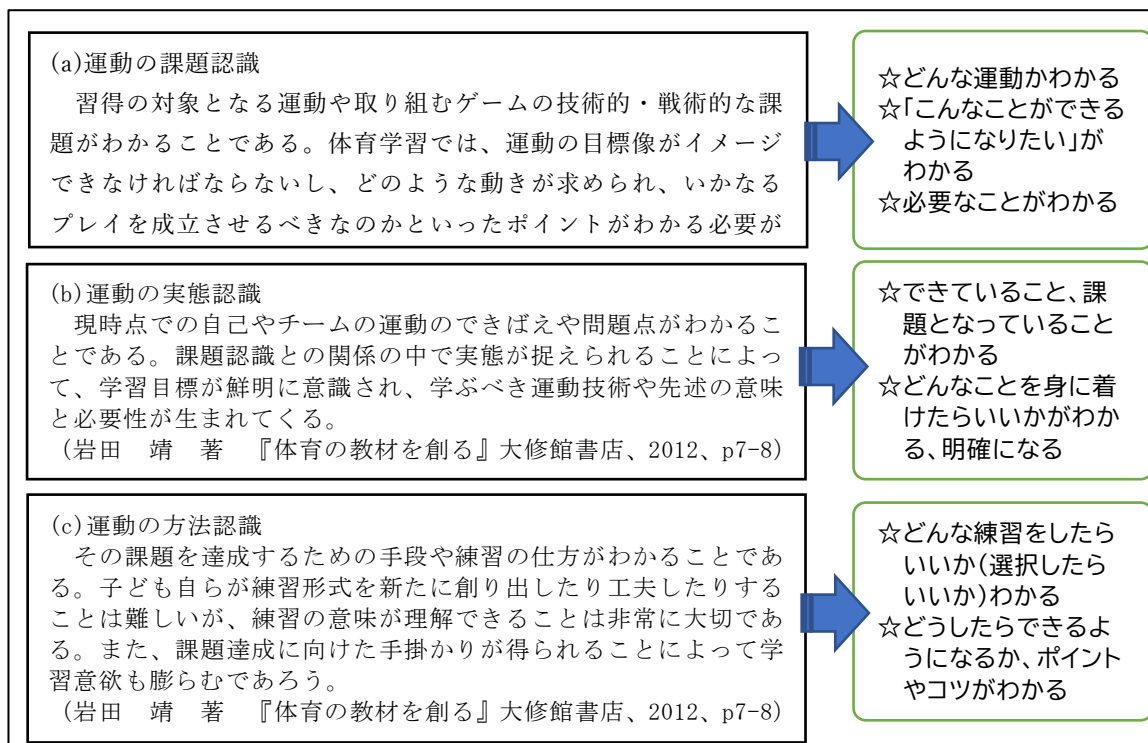 (a)運動の課題認識
　習得の対象となる運動や取り組むゲームの技術的・戦術的な課
題がわかることである。体育学習では、運動の目標像がイメージ
できなければならないし、どのような動きが求められ、いかなる
プレイを成立させるべきなのかといったポイントがわかる必要が
☆どんな運動かわかる
☆「こんなことができる
ようになりたい」が
わかる
☆必要なことがわかる
(b)運動の実態認識
　現時点での自己やチームの運動のできばえや問題点がわかるこ
とである。課題認識との関係の中で実態が捉えられることによっ
て、学習目標が鮮明に意識され、学ぶべき運動技術や先述の意味
と必要性が生まれてくる。
（岩田　靖　著　『体育の教材を創る』大修館書店、2012、p7-8）
☆できていること、課
題となっていること
がわかる
☆どんなことを身に着
けたらいいかがわか
る、明確になる
(c)運動の方法認識
　その課題を達成するための手段や練習の仕方がわかることであ
る。子ども自らが練習形式を新たに創り出したり工夫したりする
ことは難しいが、練習の意味が理解できることは非常に大切であ
る。また、課題達成に向けた手掛かりが得られることによって学
習意欲も膨らむであろう。
（岩田　靖　著　『体育の教材を創る』大修館書店、2012、p7-8）
☆どんな練習をしたら
いいか（選択したら
いいか）わかる
☆どうしたらできるよ
うになるか、ポイント
やコツがわかる